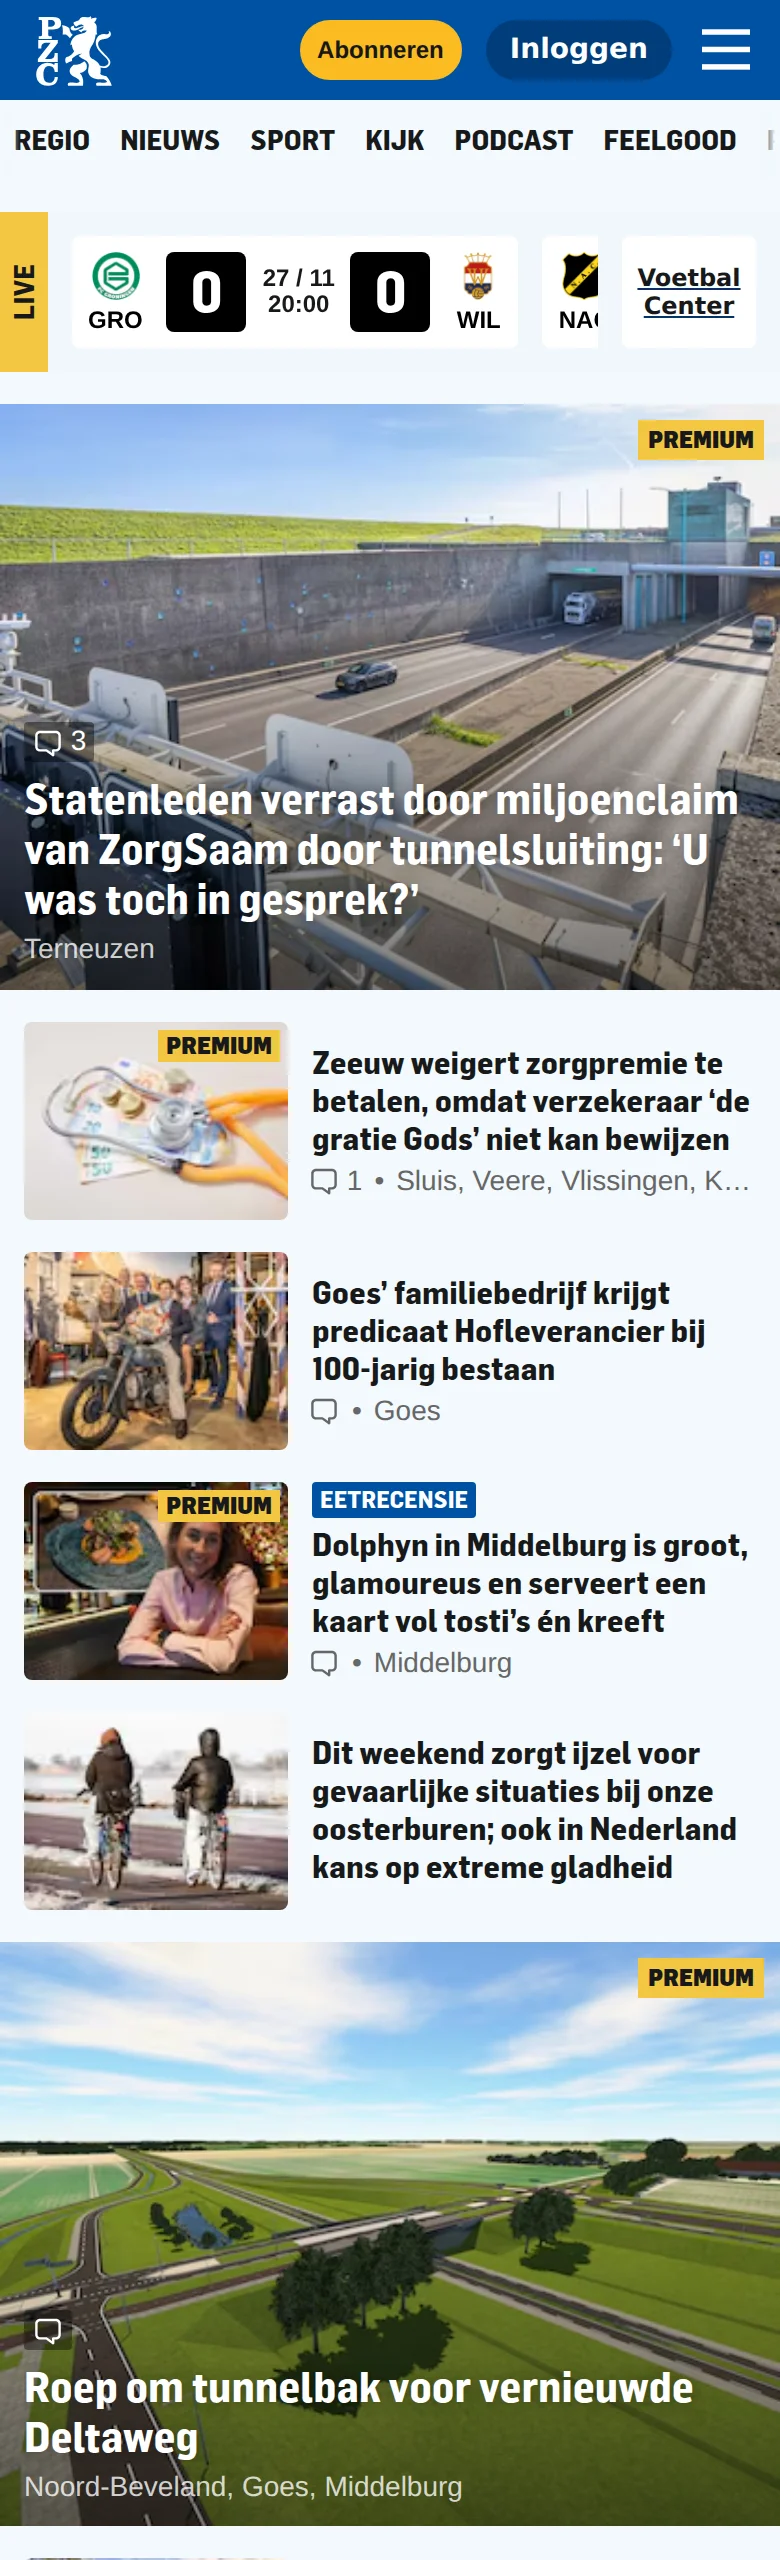 PZC
Abonneren
Inloggen
REGIO NIEUWS SPORT KIJK PODCAST FEELGOOD
LIVE
GRO
0
27 / 11
20:00
0
WIL
Voetbal
Center
PREMIUM
3
Statenleden verrast door miljoenclaim
van ZorgSaam door tunnelsluiting: ‘U
was toch in gesprek?’
Terneuzen
PREMIUM
Zeeuw weigert zorgpremie te
betalen, omdat verzekeraar ‘de
gratie Gods’ niet kan bewijzen
1 • Sluis, Veere, Vlissingen, K...
Goes’ familiebedrijf krijgt
predicaat Hofleverancier bij
100-jarig bestaan
• Goes
PREMIUM
EETRECENSIE
Dolphyn in Middelburg is groot,
glamoureus en serveert een
kaart vol tosti’s én kreeft
• Middelburg
Dit weekend zorgt ijzel voor
gevaarlijke situaties bij onze
oosterburen; ook in Nederland
kans op extreme gladheid
PREMIUM
Roep om tunnelbak voor vernieuwde
Deltaweg
Noord-Beveland, Goes, Middelburg